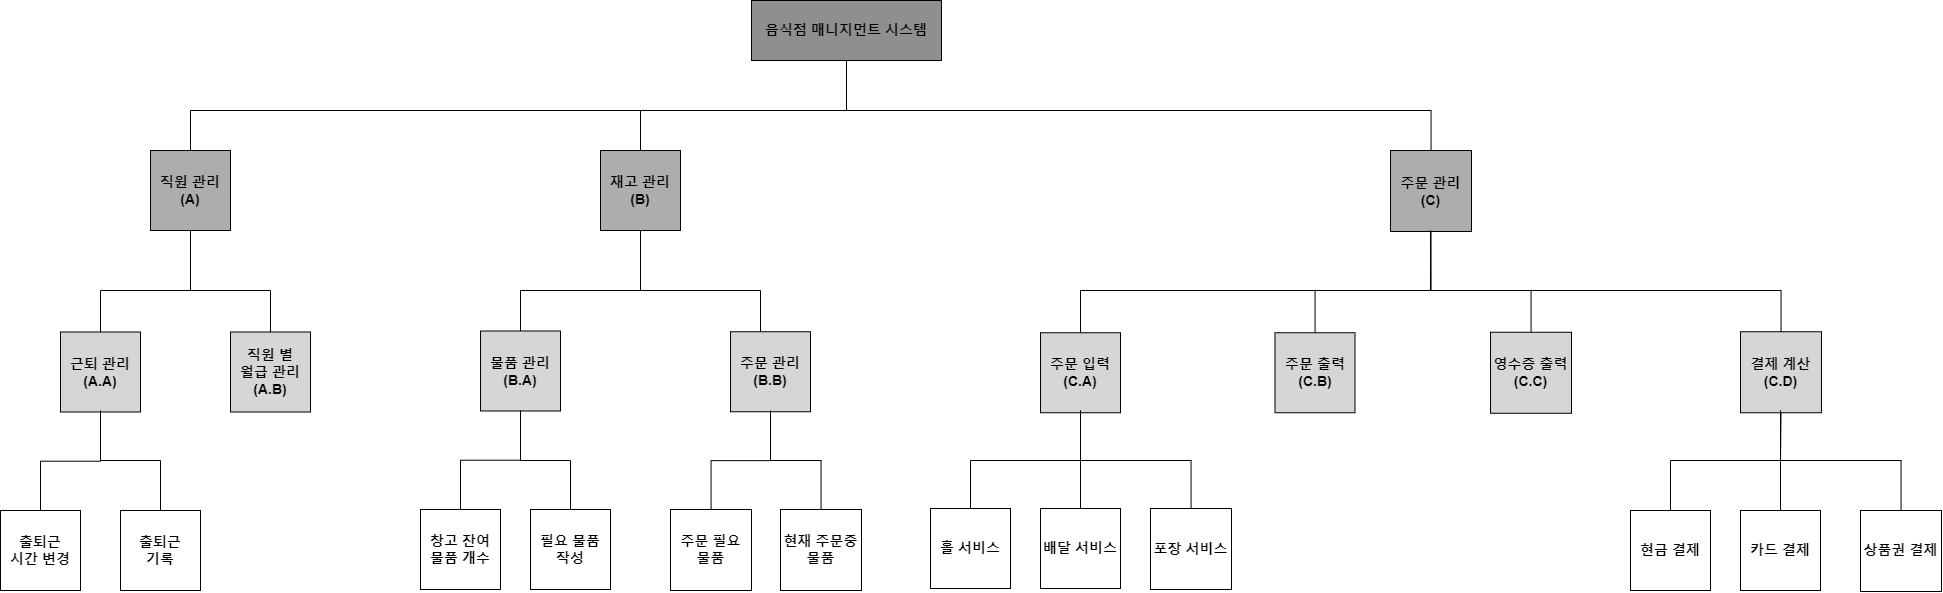 음식점 매니지먼트 시스템
직원 관리
(A)
재고 관리
(B)
주문 관리
(C)
근퇴 관리
(A.A)
직원 별
월급 관리
(A.B)
물품 관리
(B.A)
주문 관리
(B.B)
주문 입력
(C.A)
주문 출력
(C.B)
영수증 출력
(C.C)
결제 계산
(C.D)
출퇴근
시간 변경
출퇴근
기록
창고 잔여
물품 개수
필요 물품
작성
주문 필요
물품
현재 주문중
물품
홀 서비스
배달 서비스
포장 서비스
현금 결제
카드 결제
상품권 결제